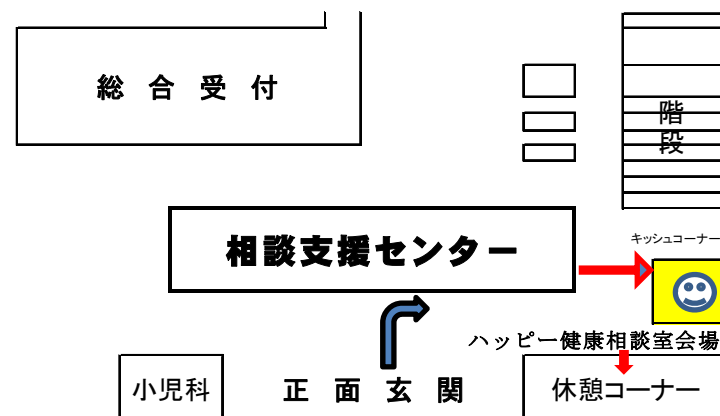 総合受付
階段
相談支援センター
キッシュコーナー
ハッピー健康相談室会場
小児科
正面玄関
休憩コーナー